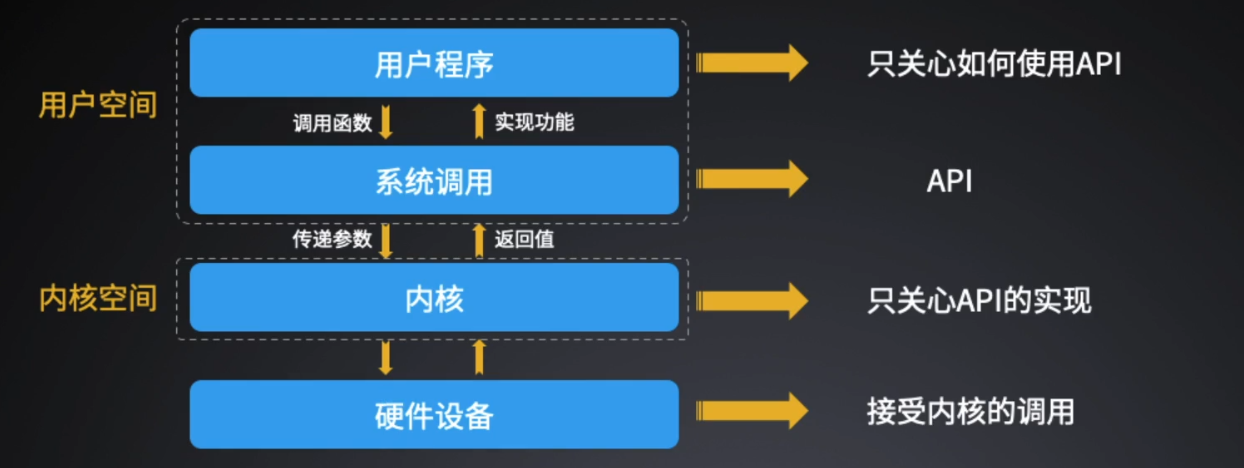 用户空间
用户程序
只关心如何使用API
调用函数
实现功能
系统调用
API
传递参数
返回值
内核空间
内核
只关心API的实现
硬件设备
接受内核的调用